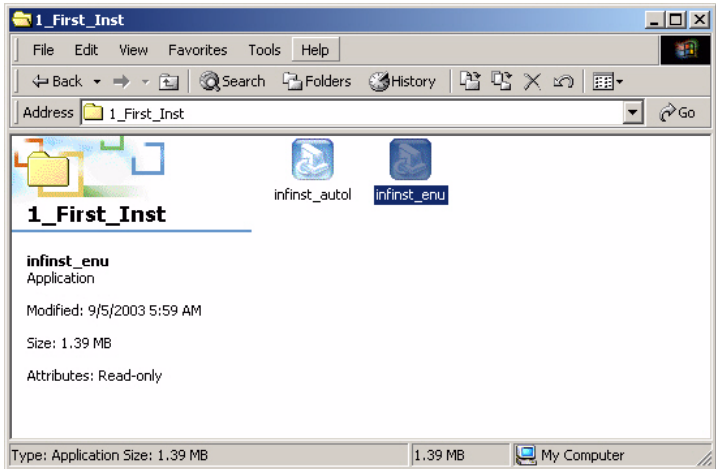 1_First_Inst
File Edit View Favorites Tools Help
Back Search Folders History
Address 1_First_Inst Go
infinst_autol infinst_enu
1_First_Inst
infinst_enu
Application
Modified: 9/5/2003 5:59 AM
Size: 1.39 MB
Attributes: Read-only
Type: Application Size: 1.39 MB 1.39 MB My Computer